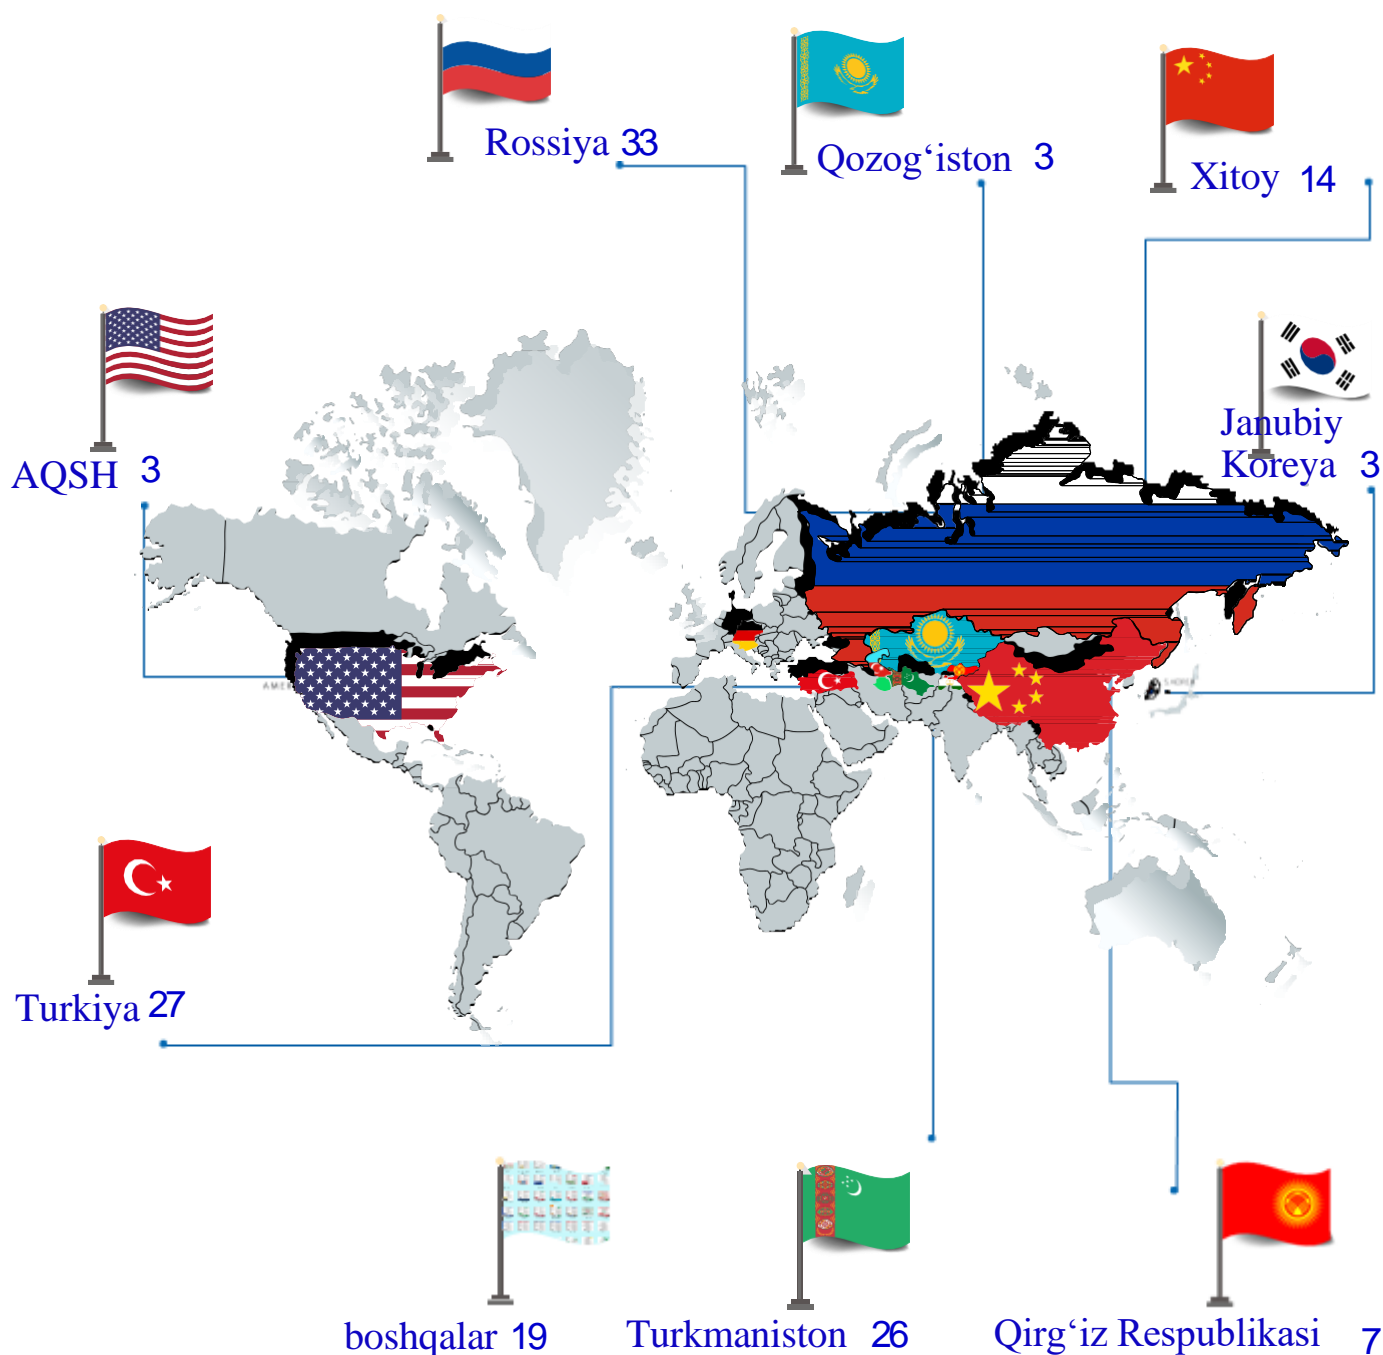 Rossiya 33
Qozog‘iston 3
Xitoy 14
AQSH 3
Janubiy
Koreya 3
Turkiya 27
boshqalar 19
Turkmaniston 26
Qirg‘iz Respublikasi 7